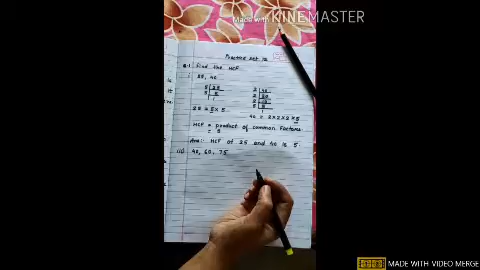 Made with KINEMASTER
Practice set 12
Q.1 Find the HCF
i 25, 40
5 | 25
5 | 5
1
2 | 40
2 | 20
2 | 10
5 | 5
1
25 = 5 × 5
40 = 2 × 2 × 2 × 5
HCF = product of common factors
= 5
Ans:- HCF of 25 and 40 is 5
(ii) 40, 60, 75
MADE WITH VIDEO MERGE